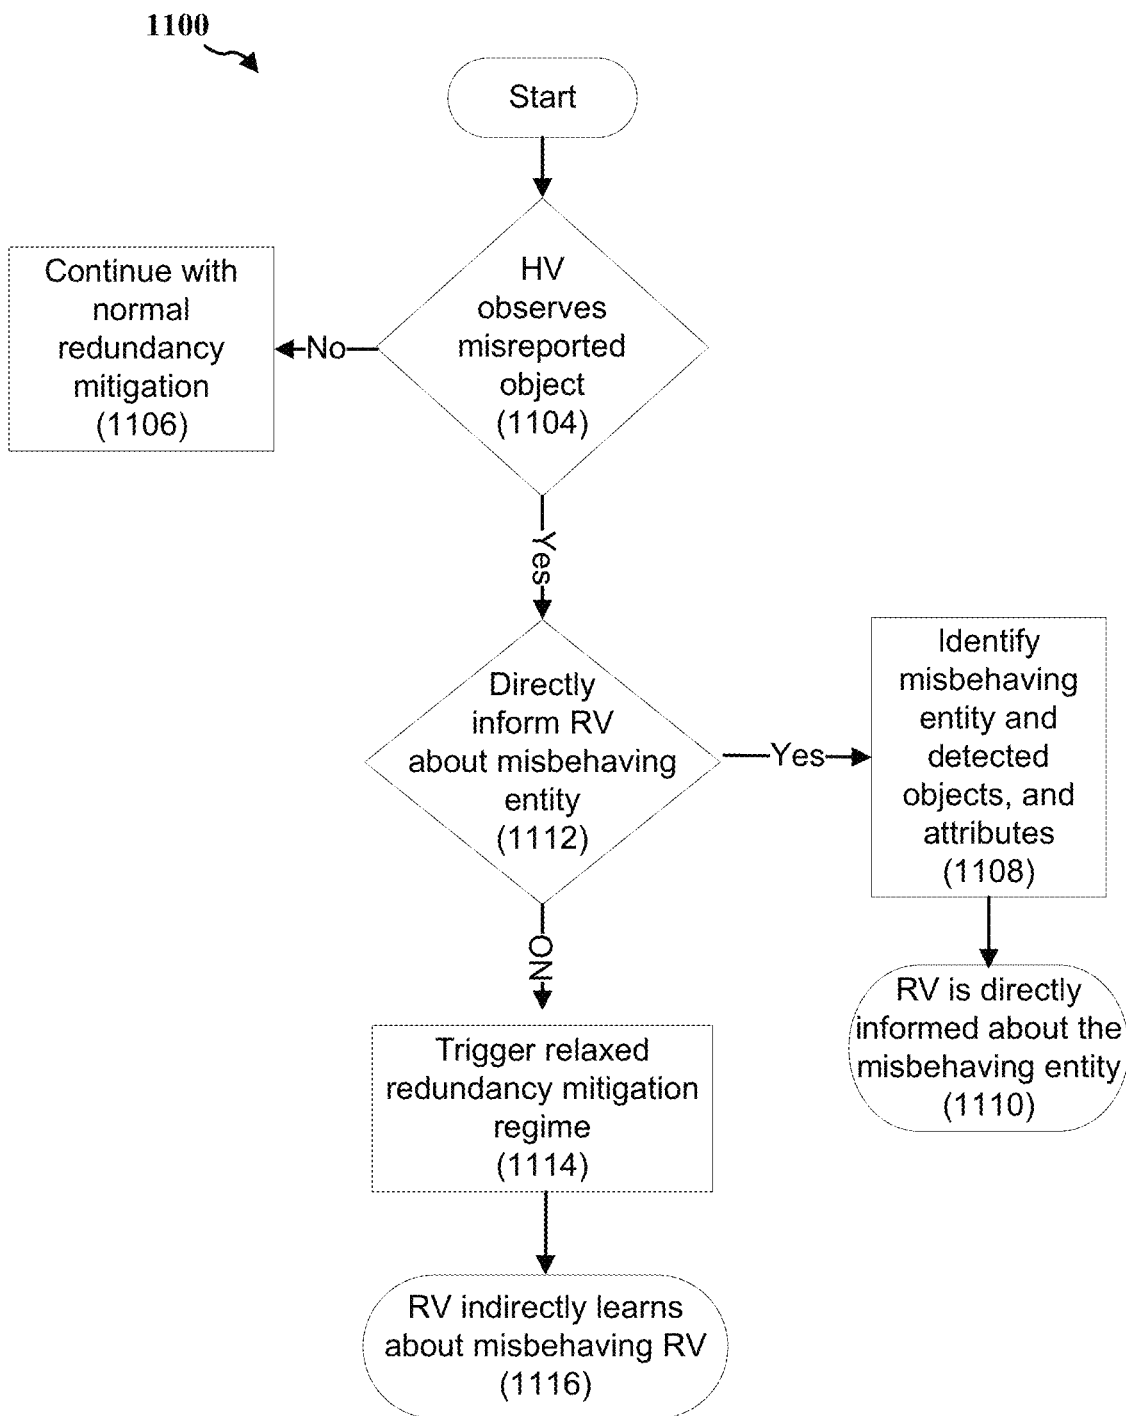 1100
Start
HV
observes
misreported
object
(1104)
No
Continue with
normal
redundancy
mitigation
(1106)
Yes
Directly
inform RV
about misbehaving
entity
(1112)
Yes
Identify
misbehaving
entity and
detected
objects, and
attributes
(1108)
RV is directly
informed about the
misbehaving entity
(1110)
NO
Trigger relaxed
redundancy mitigation
regime
(1114)
RV indirectly learns
about misbehaving RV
(1116)